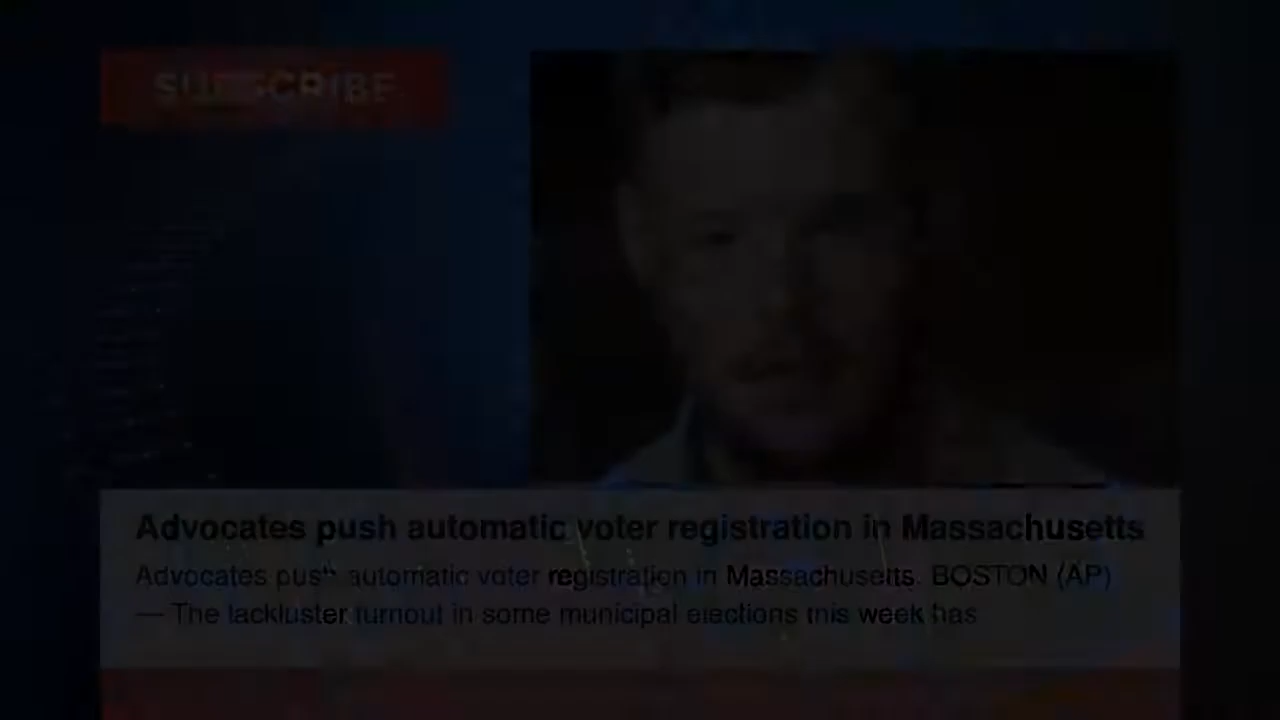 SUBSCRIBE
Advocates push automatic voter registration in Massachusetts
Advocates push automatic voter registration in Massachusetts. BOSTON (AP)
— The lackluster turnout in some municipal elections this week has